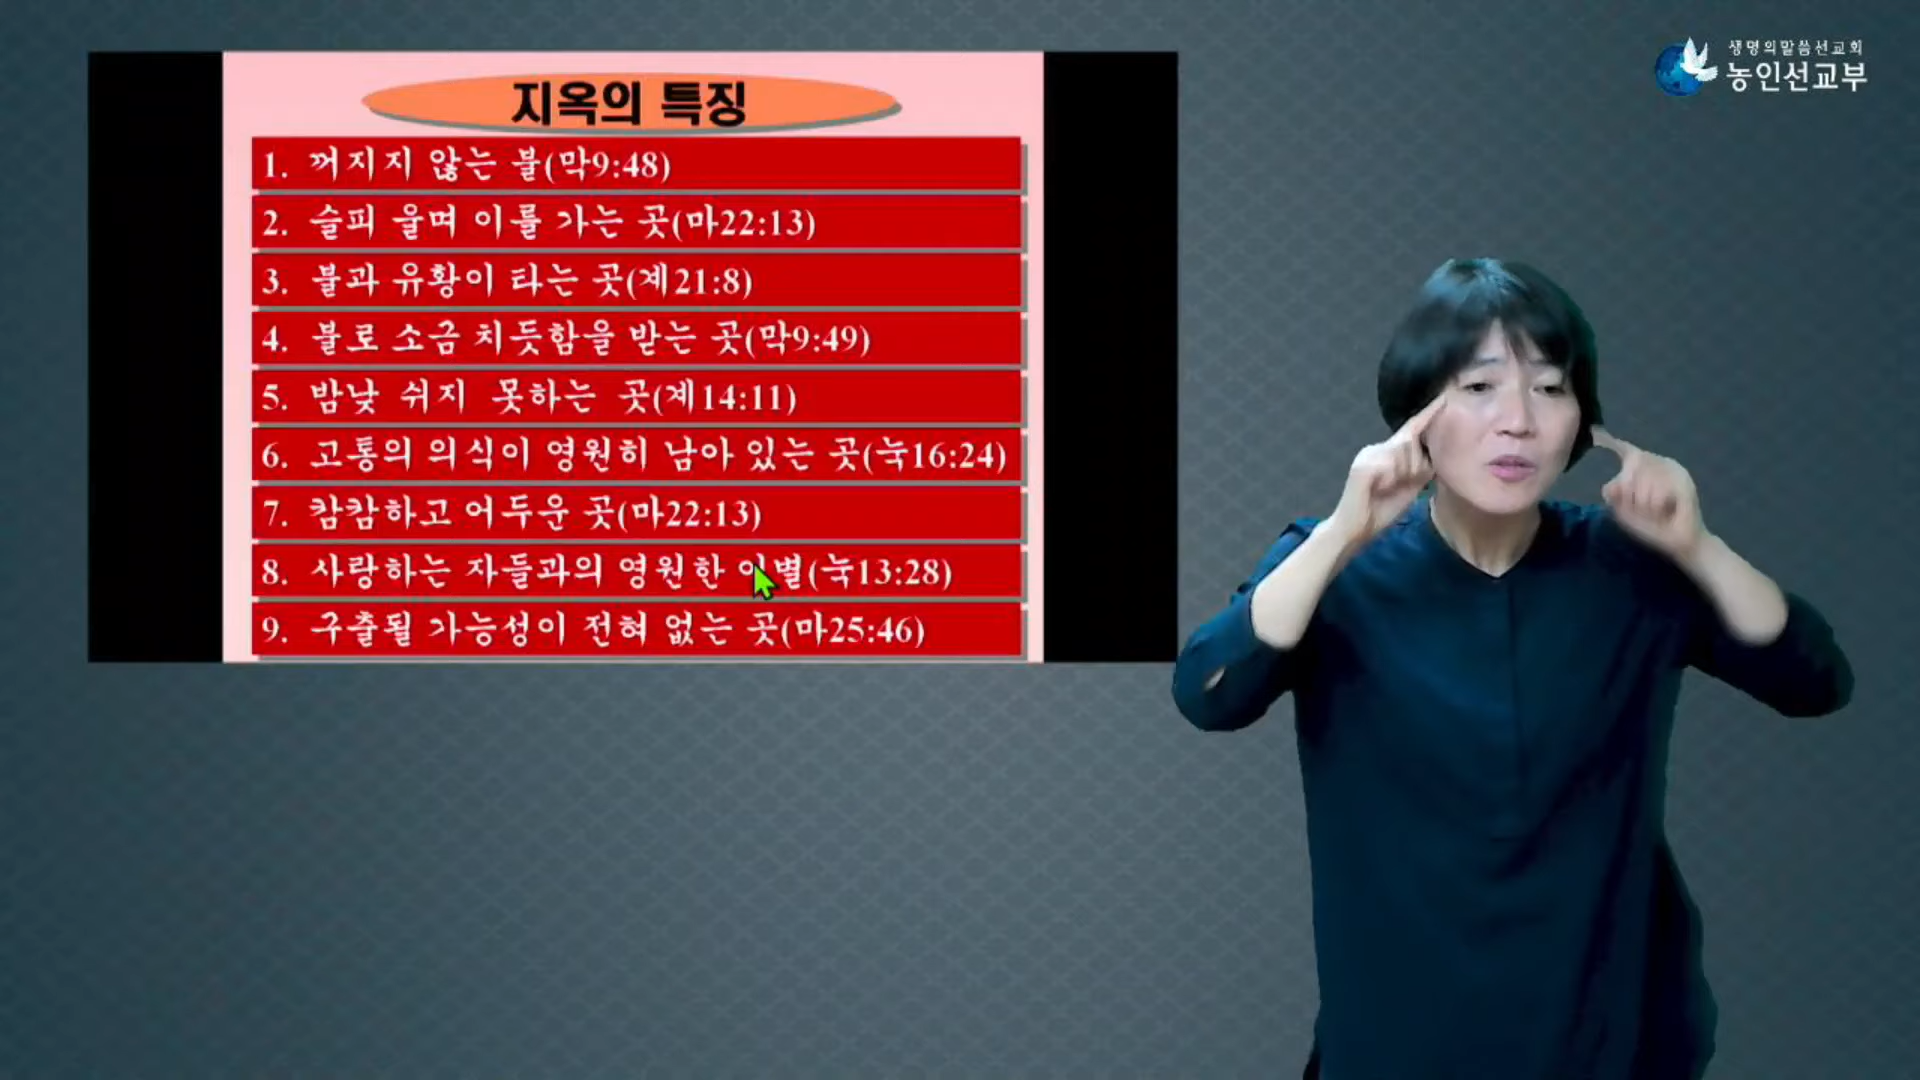 생명의말씀선교회
농인선교부
지옥의 특징
1. 꺼지지 않는 불(막9:48)
2. 슬피 울며 이를 가는 곳(마22:13)
3. 불과 유황이 타는 곳(계21:8)
4. 불로 소금 치듯함을 받는 곳(막9:49)
5. 밤낮 쉬지 못하는 곳(계14:11)
6. 고통의 의식이 영원히 남아 있는 곳(눅16:24)
7. 캄캄하고 어두운 곳(마22:13)
8. 사랑하는 자들과의 영원한 이별(눅13:28)
9. 구출될 가능성이 전혀 없는 곳(마25:46)